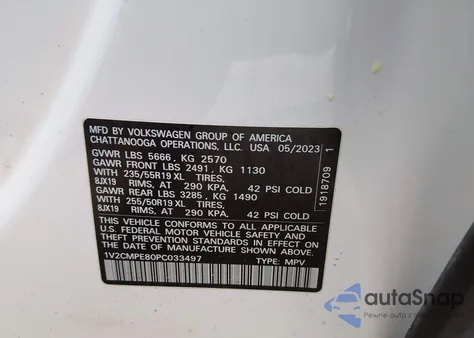 MFD BY VOLKSWAGEN GROUP OF AMERICA
CHATTANOOGA OPERATIONS, LLC. USA 05/2023
GVWR LBS 5666, KG 2570
GAWR FRONT LBS 2491, KG 1130
WITH 235/55R19 XL TIRES,
8JX19 RIMS, AT 290 KPA, 42 PSI COLD
GAWR REAR LBS 3285, KG 1490
WITH 255/50R19 XL TIRES,
8JX19 RIMS, AT 290 KPA, 42 PSI COLD
THIS VEHICLE CONFORMS TO ALL APPLICABLE
U.S. FEDERAL MOTOR VEHICLE SAFETY
STANDARDS IN EFFECT ON THE DATE OF
MANUFACTURE SHOWN ABOVE.
1V2CMPE80PC033497 TYPE: MPV
1918709 1
autoSnap
Pewne auto's